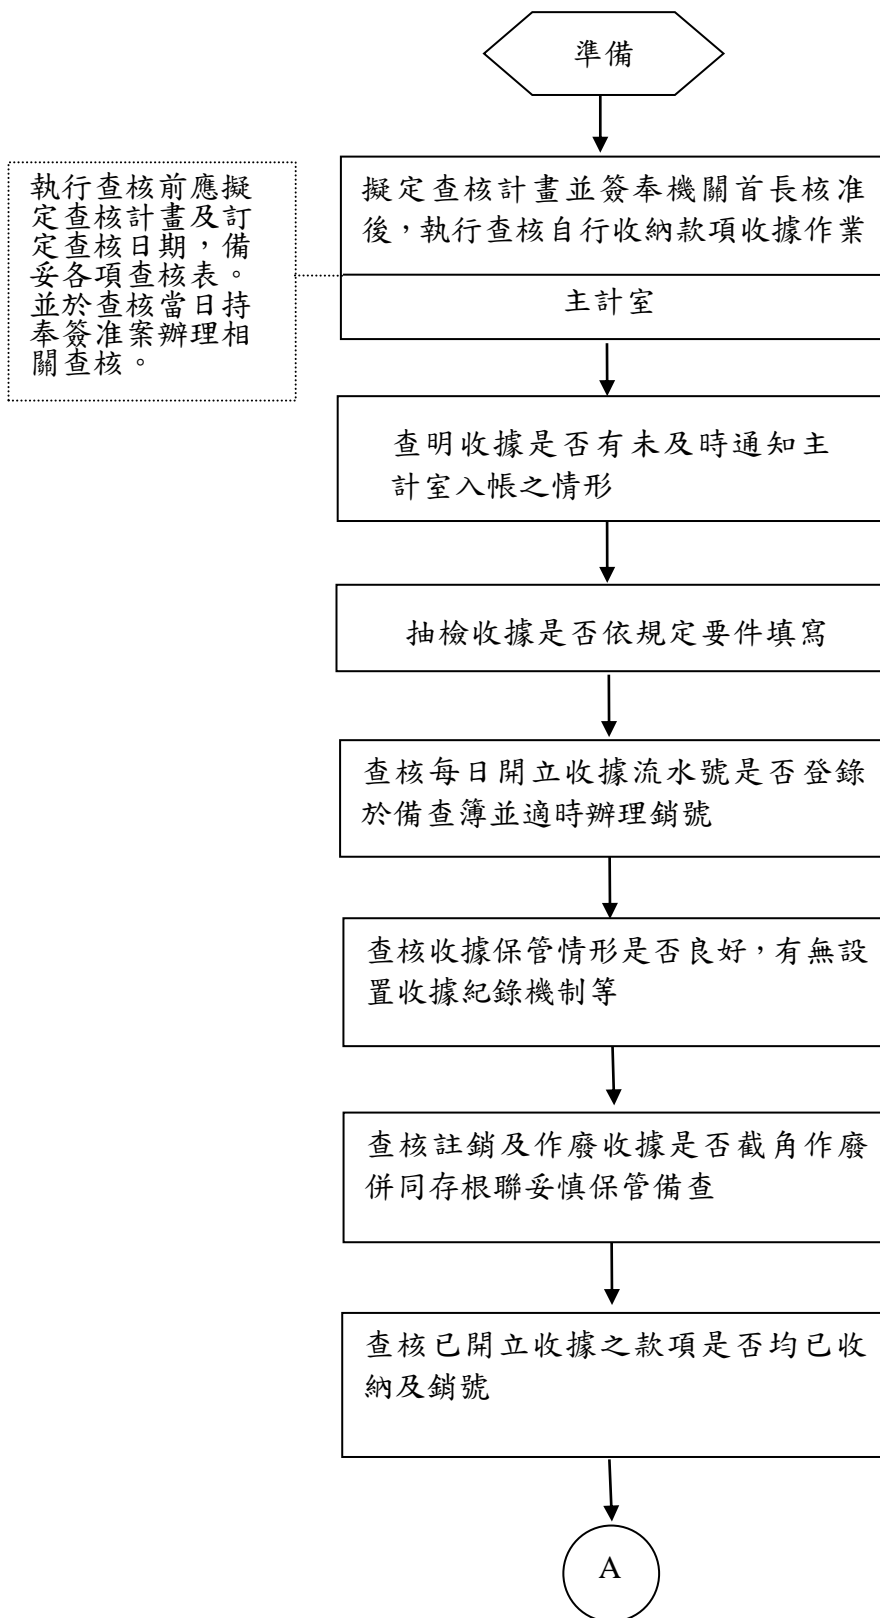 準備
擬定查核計畫並簽奉機關首長核准
後，執行查核自行收納款項收據作業
主計室
執行查核前應擬
定查核計畫及訂
定查核日期，備
妥各項查核表。
並於查核當日持
奉簽准案辦理相
關查核。
查明收據是否有未及時通知主
計室入帳之情形
抽檢收據是否依規定要件填寫
查核每日開立收據流水號是否登錄
於備查簿並適時辦理銷號
查核收據保管情形是否良好，有無設
置收據紀錄機制等
查核註銷及作廢收據是否截角作廢
併同存根聯妥慎保管備查
查核已開立收據之款項是否均已收
納及銷號
A